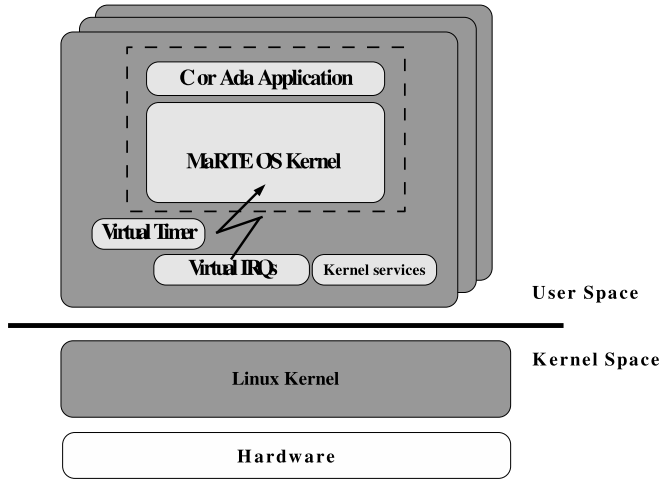 C or Ada Application
MaRTE OS Kernel
Virtual Timer
Virtual IRQs
Kernel services
User Space
Kernel Space
Linux Kernel
Hardware